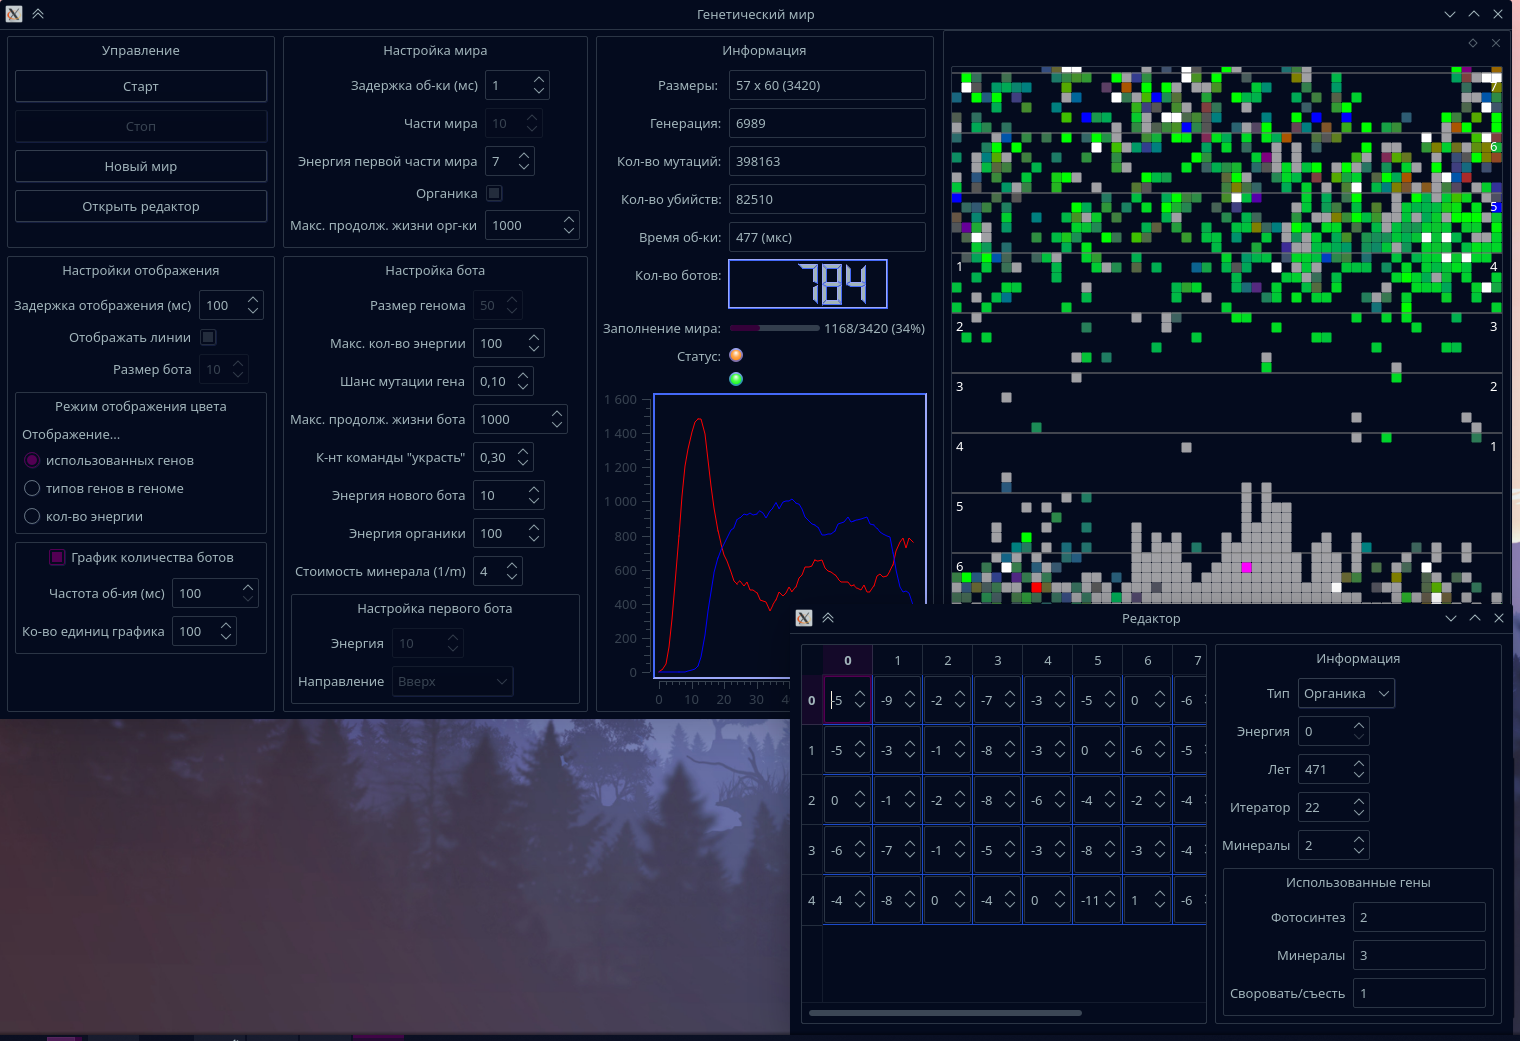 Генетический мир
Управление
Старт
Стоп
Новый мир
Открыть редактор
Настройка мира
Задержка об-ки (мс) 1
Части мира 10
Энергия первой части мира 7
Органика
Макс. продолж. жизни орг-ки 1000
Информация
Размеры: 57 x 60 (3420)
Генерация: 6989
Кол-во мутаций: 398163
Кол-во убийств: 82510
Время об-ки: 477 (мкс)
Кол-во ботов: 784
Заполнение мира: 1168/3420 (34%)
Статус:
1 600
1 400
1 200
1 000
800
600
400
200
0
0 10 20 30
Настройки отображения
Задержка отображения (мс) 100
Отображать линии
Размер бота 10
Режим отображения цвета
Отображение...
использованных генов
типов генов в геноме
кол-во энергии
График количества ботов
Частота об-ия (мс) 100
Ко-во единиц графика 100
Настройка бота
Размер генома 50
Макс. кол-во энергии 100
Шанс мутации гена 0,10
Макс. продолж. жизни бота 1000
К-нт команды "украсть" 0,30
Энергия нового бота 10
Энергия органики 100
Стоимость минерала (1/m) 4
Настройка первого бота
Энергия 10
Направление Вверх
7
6
5
1 4
2 3
3 2
4 1
5
6
Редактор
0 1 2 3 4 5 6 7
0 -5 -9 -2 -7 -3 -5 0 -6
1 -5 -3 -1 -8 -3 0 -6 -5
2 0 -1 -2 -8 -6 -4 -2 -4
3 -6 -7 -1 -5 -3 -8 -3 -4
4 -4 -8 0 -4 0 -11 1 -6
Информация
Тип Органика
Энергия 0
Лет 471
Итератор 22
Минералы 2
Использованные гены
Фотосинтез 2
Минералы 3
Своровать/съесть 1